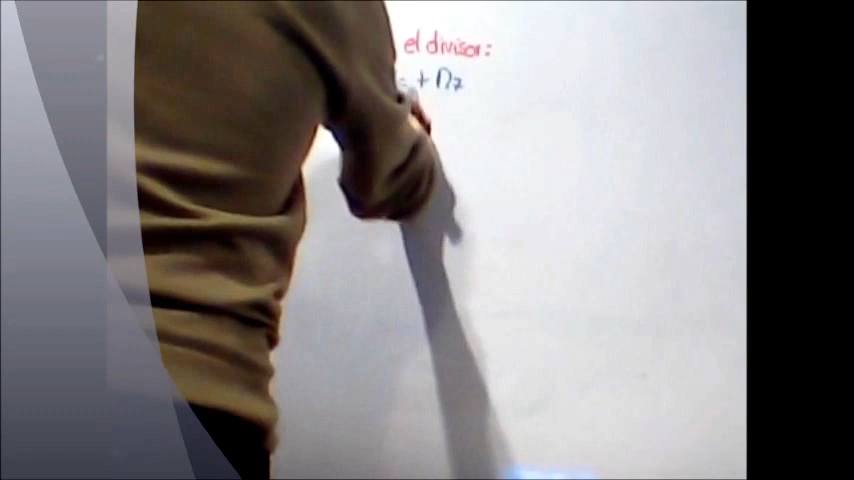 el divisor:
+ n₂